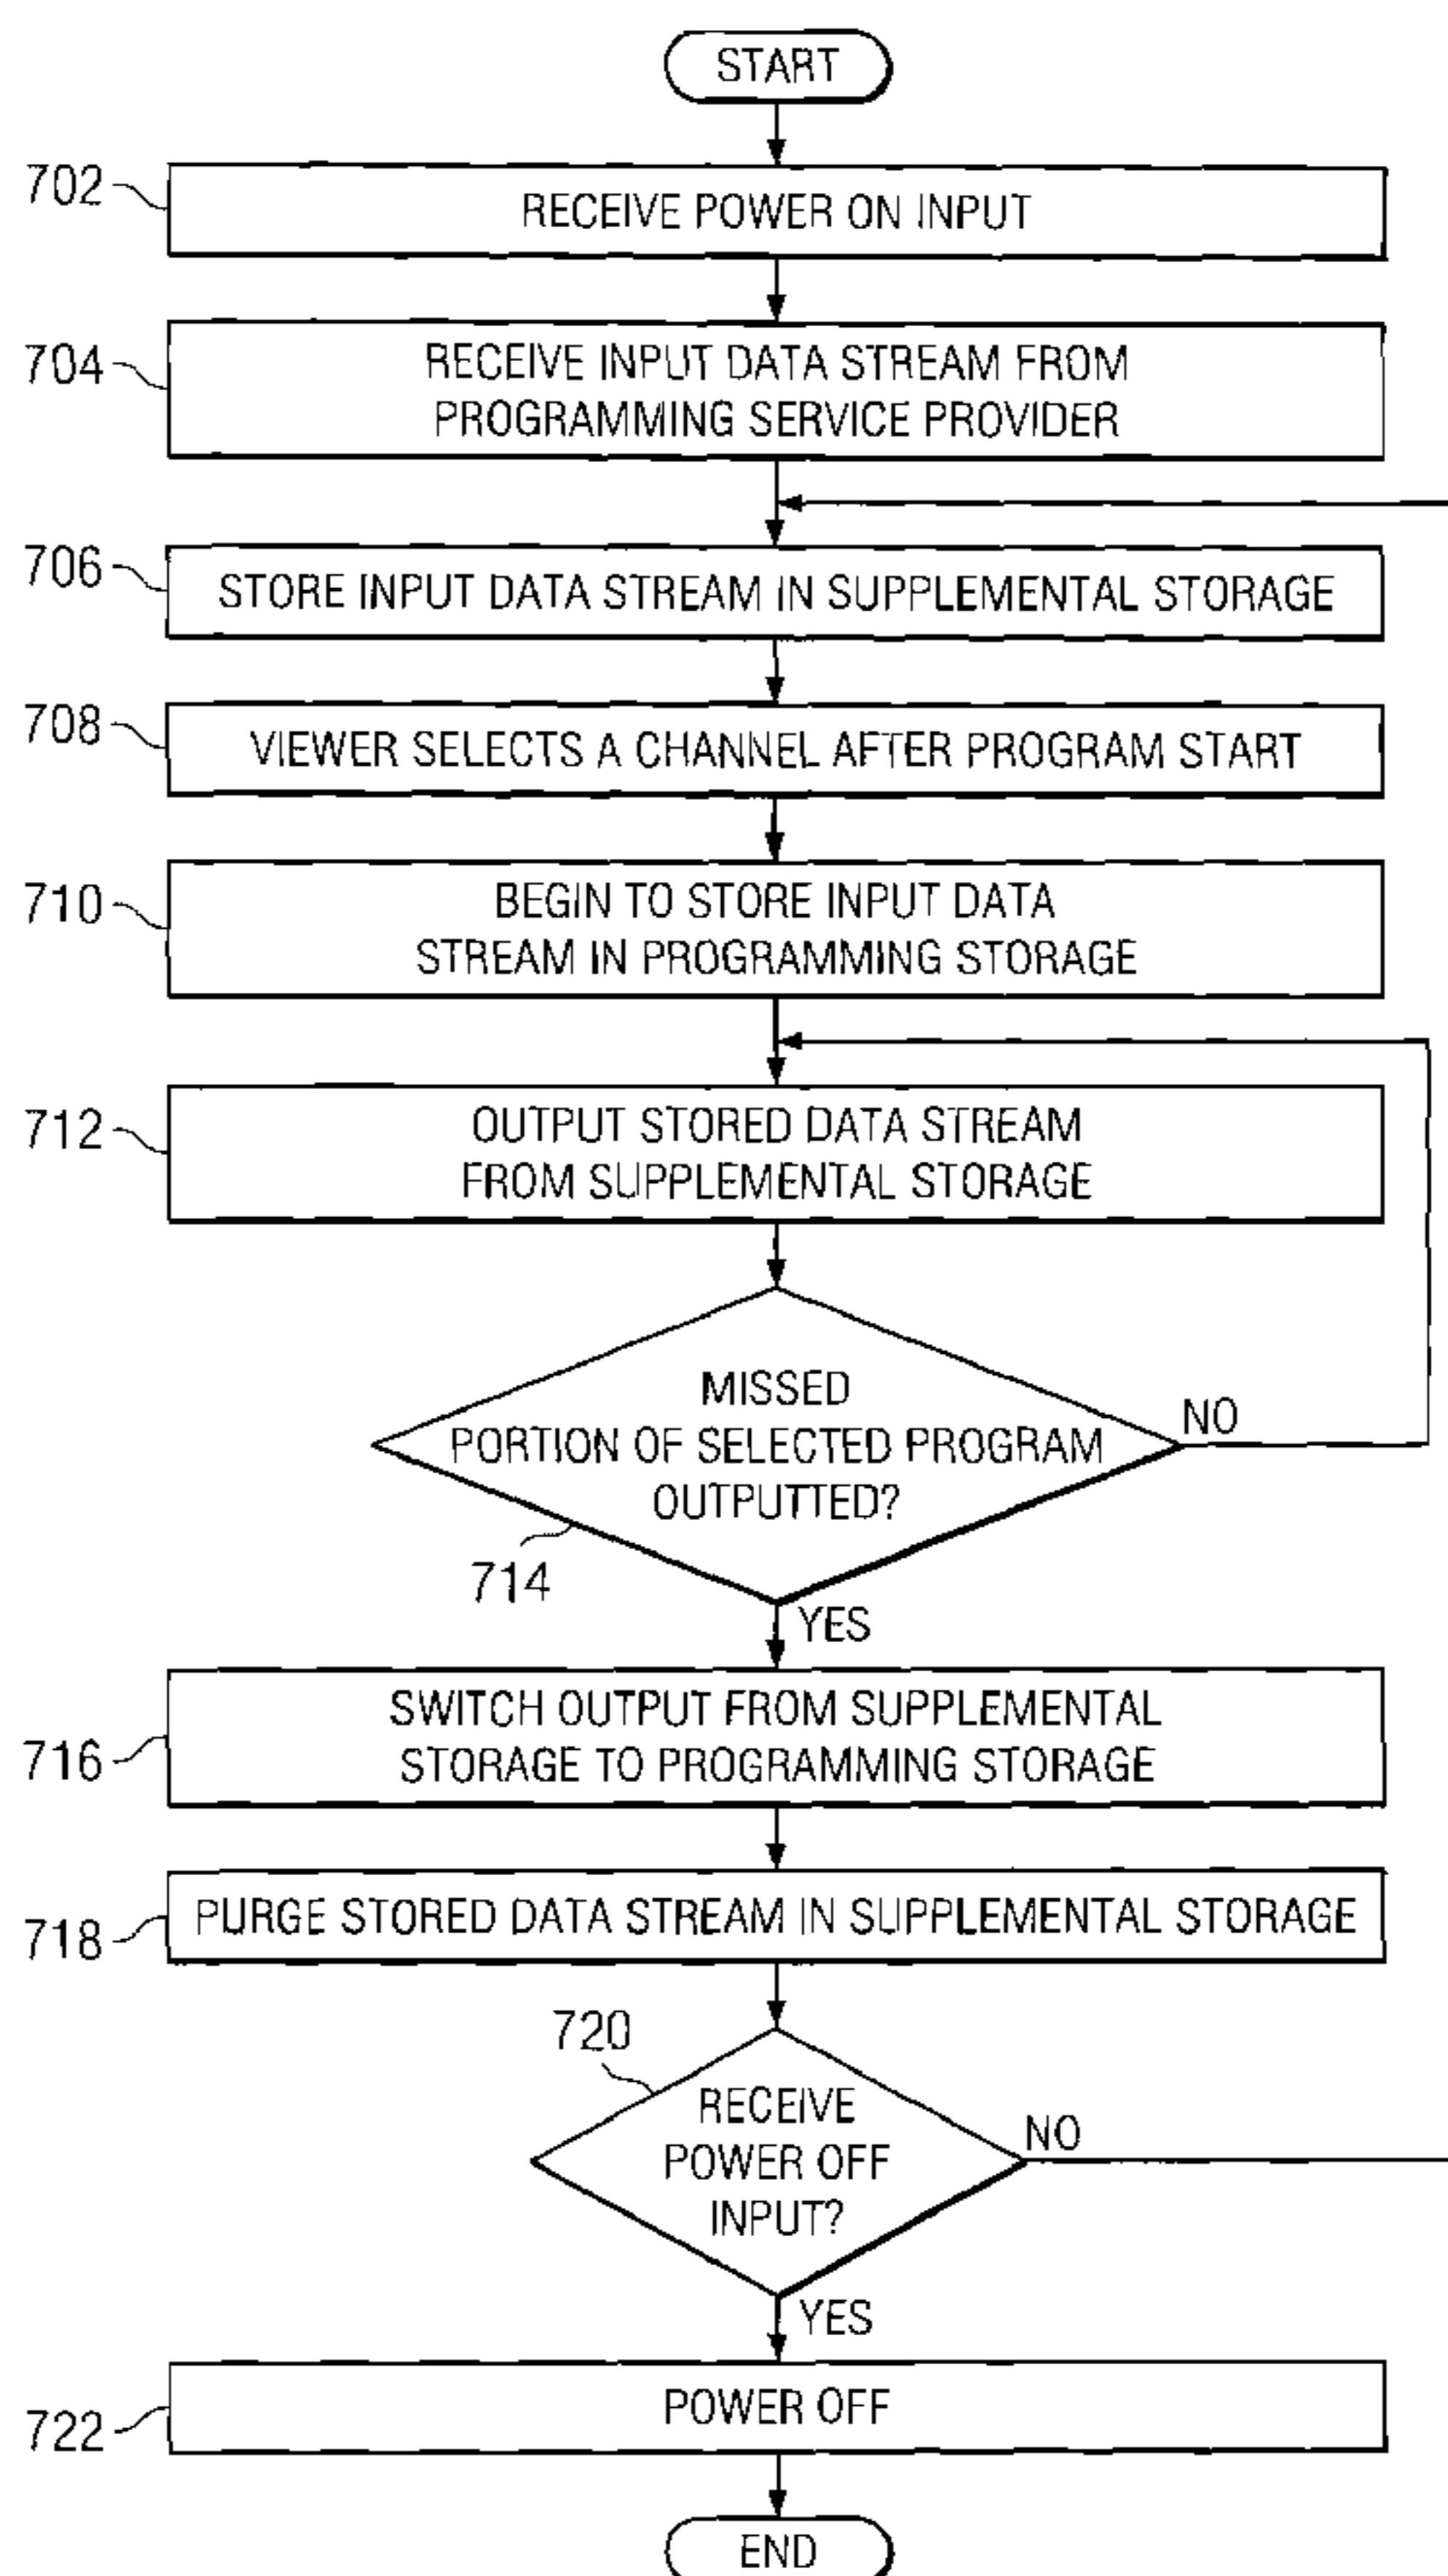 START
702
RECEIVE POWER ON INPUT
704
RECEIVE INPUT DATA STREAM FROM
PROGRAMMING SERVICE PROVIDER
706
STORE INPUT DATA STREAM IN SUPPLEMENTAL STORAGE
708
VIEWER SELECTS A CHANNEL AFTER PROGRAM START
710
BEGIN TO STORE INPUT DATA
STREAM IN PROGRAMMING STORAGE
712
OUTPUT STORED DATA STREAM
FROM SUPPLEMENTAL STORAGE
MISSED
PORTION OF SELECTED PROGRAM
OUTPUTTED?
NO
714
YES
716
SWITCH OUTPUT FROM SUPPLEMENTAL
STORAGE TO PROGRAMMING STORAGE
718
PURGE STORED DATA STREAM IN SUPPLEMENTAL STORAGE
720
RECEIVE
POWER OFF
INPUT?
NO
YES
722
POWER OFF
END